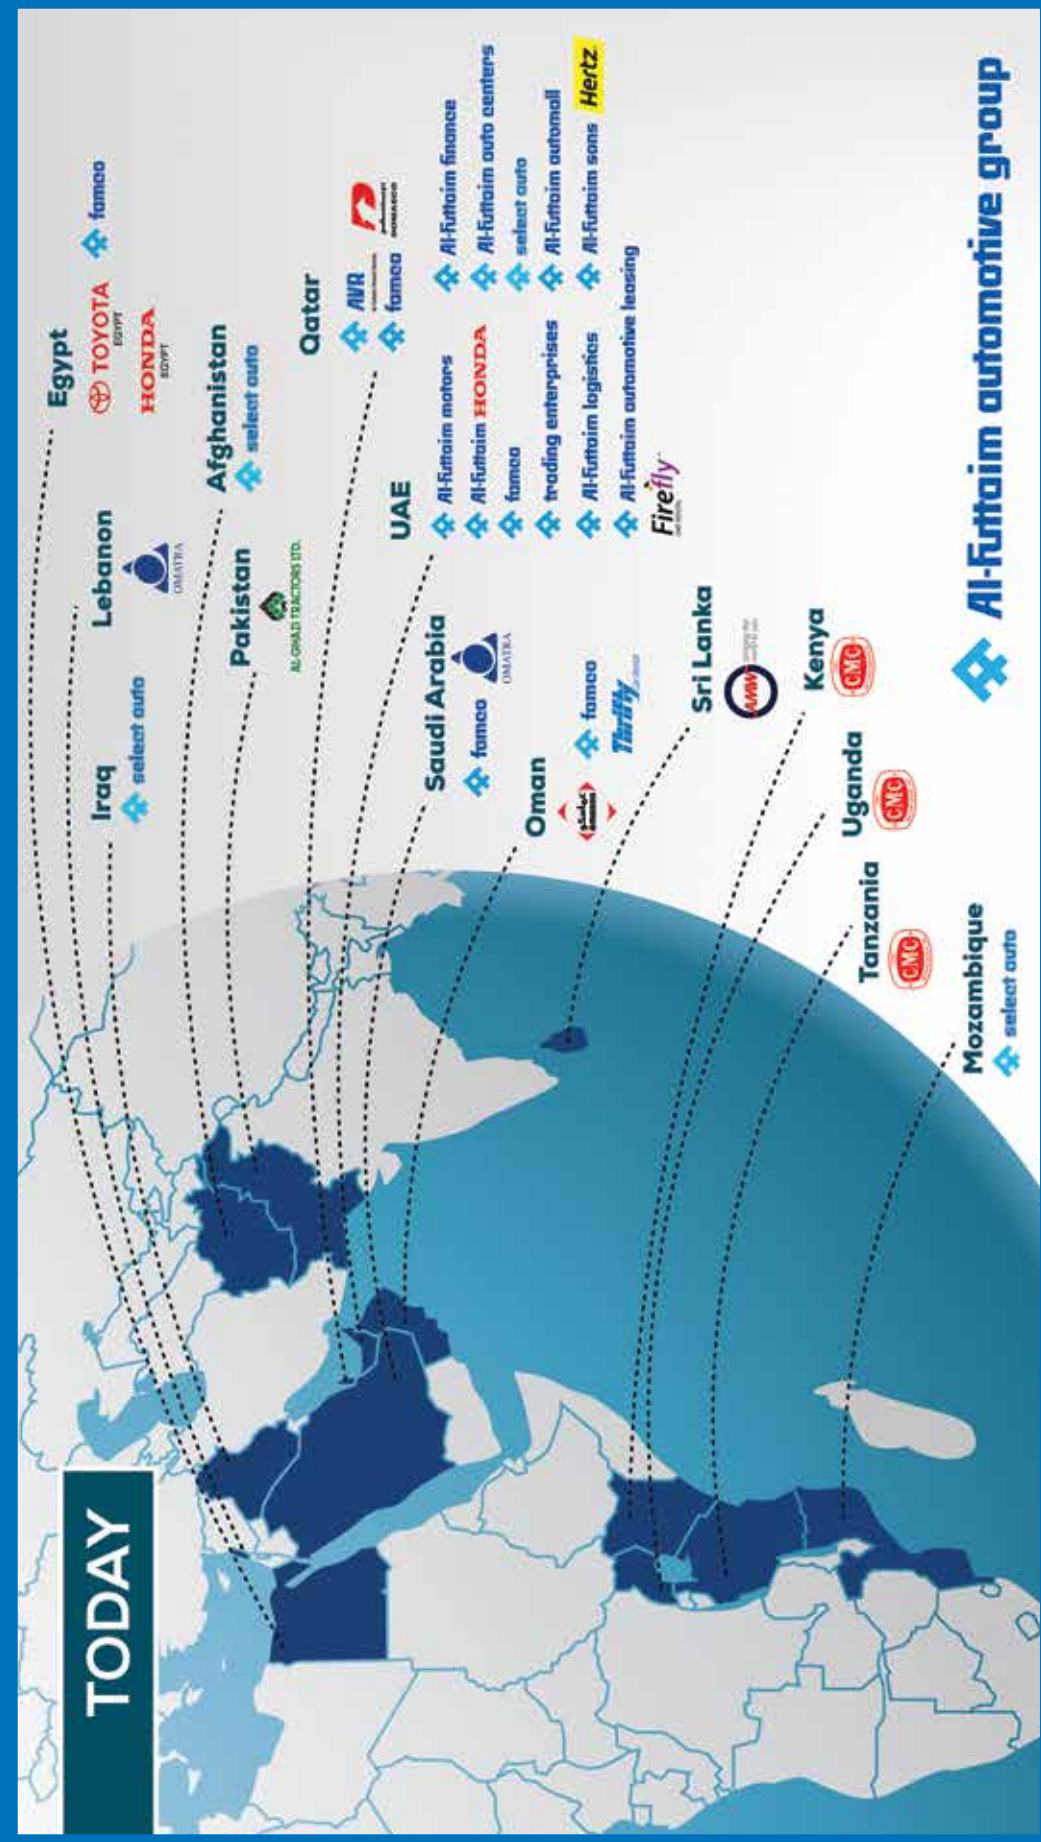 TODAY
Egypt
TOYOTA
EGYPT
famco
HONDA
EGYPT
Lebanon
OMATRA
Iraq
select auto
Afghanistan
select auto
Pakistan
AL-GHAZI TRACTORS LTD.
Qatar
AVR
famco
DOMASCO
UAE
Al-Futtaim motors
Al-Futtaim finance
Al-Futtaim HONDA
Al-Futtaim auto centers
famco
select auto
trading enterprises
Al-Futtaim automall
Al-Futtaim logistics
Al-Futtaim sons Hertz
Al-Futtaim automotive leasing
Firefly
Saudi Arabia
famco
OMATRA
Oman
famco
Thrifty
Sri Lanka
AMW
Kenya
CMC
Uganda
CMC
Tanzania
CMC
Mozambique
select auto
Al-Futtaim automotive group